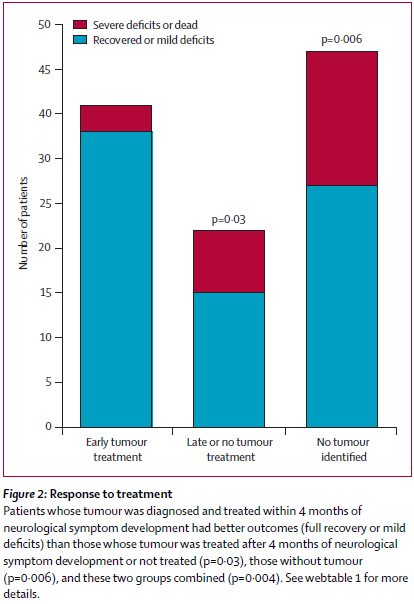 50
45
40
30
25
20
15
10
5
0
Number of patients
Severe deficits or dead
Recovered or mild deficits
p=0·03
p=0·006
Early tumour
treatment
Late or no tumour
treatment
No tumour
identified
Figure 2: Response to treatment
Patients whose tumour was diagnosed and treated within 4 months of
neurological symptom development had better outcomes (full recovery or mild
deficits) than those whose tumour was treated after 4 months of neurological
symptom development or not treated (p=0·03), those without tumour
(p=0·006), and these two groups combined (p=0·004). See webtable 1 for more
details.